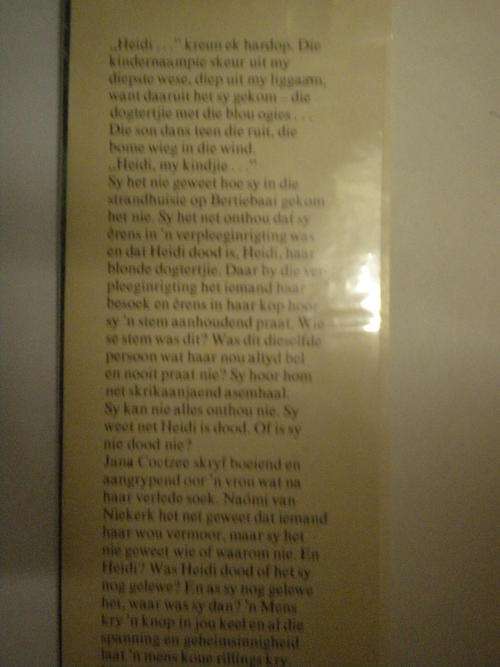 „Heidi . . .” kreun ek hardop. Die
kindernaampie skeur uit my
diepste wese, diep uit my liggaam,
want daaruit het sy gekom – die
dogtertjie met die blou ogies . . .
Die son dans teen die ruit, die
bome wieg in die wind.
„Heidi, my kindjie . . .”
Sy het nie geweet hoe sy in die
strandhuisie op Bertiebaai gekom
het nie. Sy het net onthou dat sy
êrens in 'n verpleeginrigting was
en dat Heidi dood is, Heidi, haar
blonde dogtertjie. Daar by die ver-
pleeginrigting het iemand haar
besoek en êrens in haar kop hoor
sy 'n stem aanhoudend praat. Wie
se stem was dit? Was dit dieselfde
persoon wat haar nou altyd bel
en nooit praat nie? Sy hoor hom
net skrikaanjaend asemhaal.
Sy kan nie alles onthou nie. Sy
weet net Heidi is dood. Of is sy
nie dood nie?
Jana Coetzee skryf boeiend en
aangrypend oor 'n vrou wat na
haar verlede soek. Naómi van
Niekerk het net geweet dat iemand
haar wou vermoor, maar sy het
nie geweet wie of waarom nie. En
Heidi? Was Heidi dood of het sy
nog gelewe? En as sy nog gelewe
het, waar was sy dan? 'n Mens
kry 'n knop in jou keel en al die
spanning en geheimsinnigheid
laat 'n mens koue rillings kry.